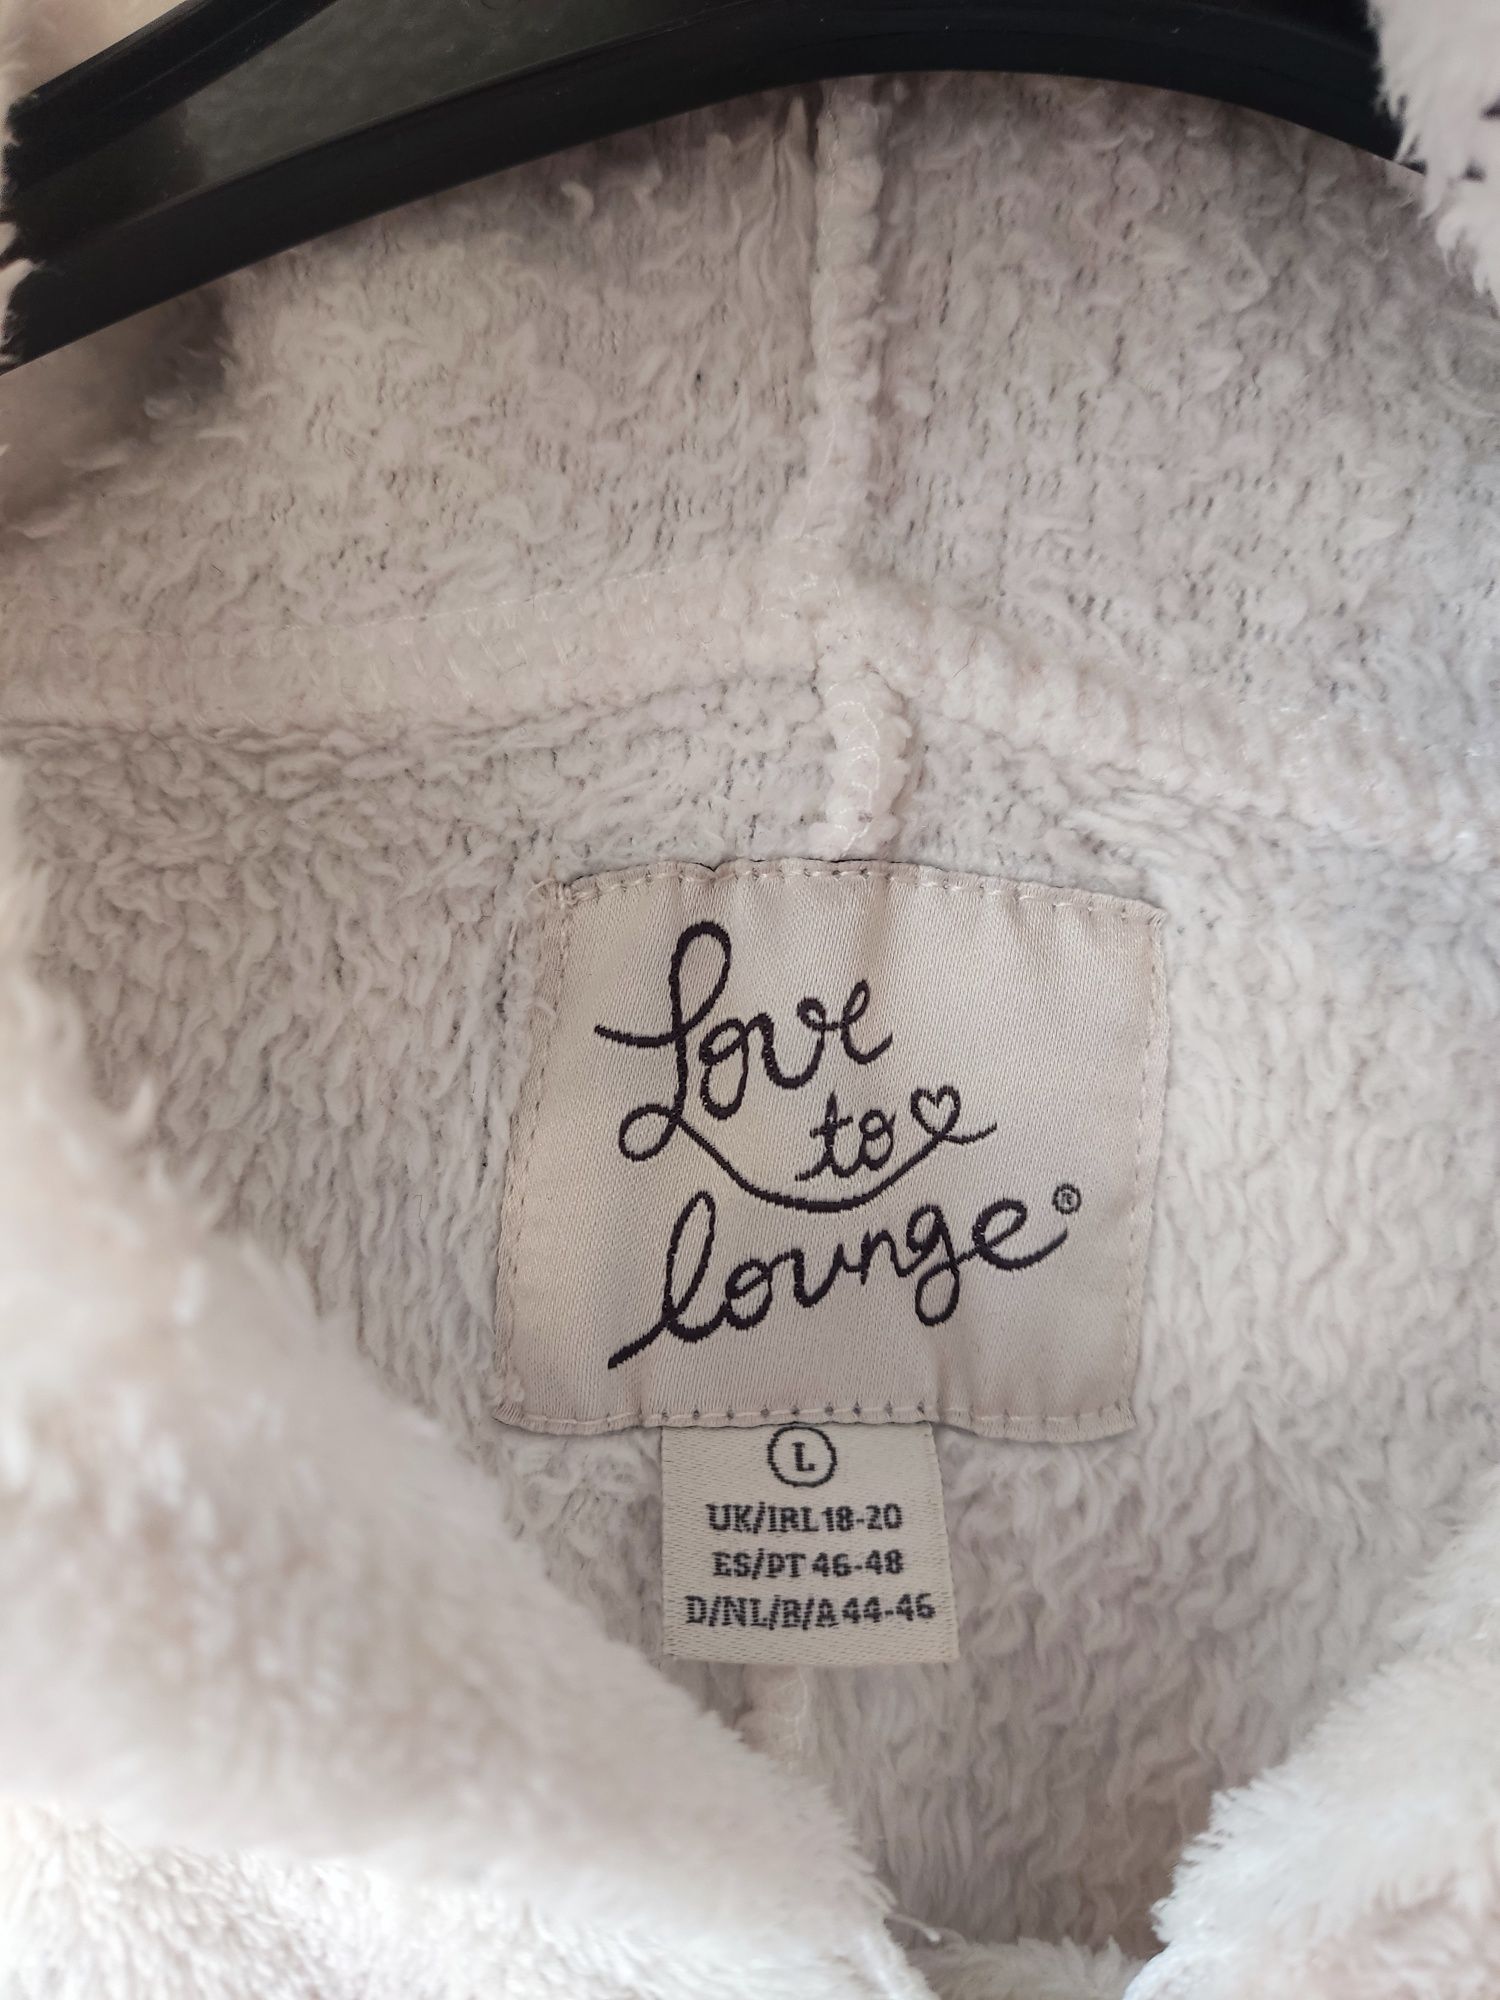 Love
to
lounge®
L
UK/IRL 18-20
ES/PT 46-48
D/NL/B/A 44-46